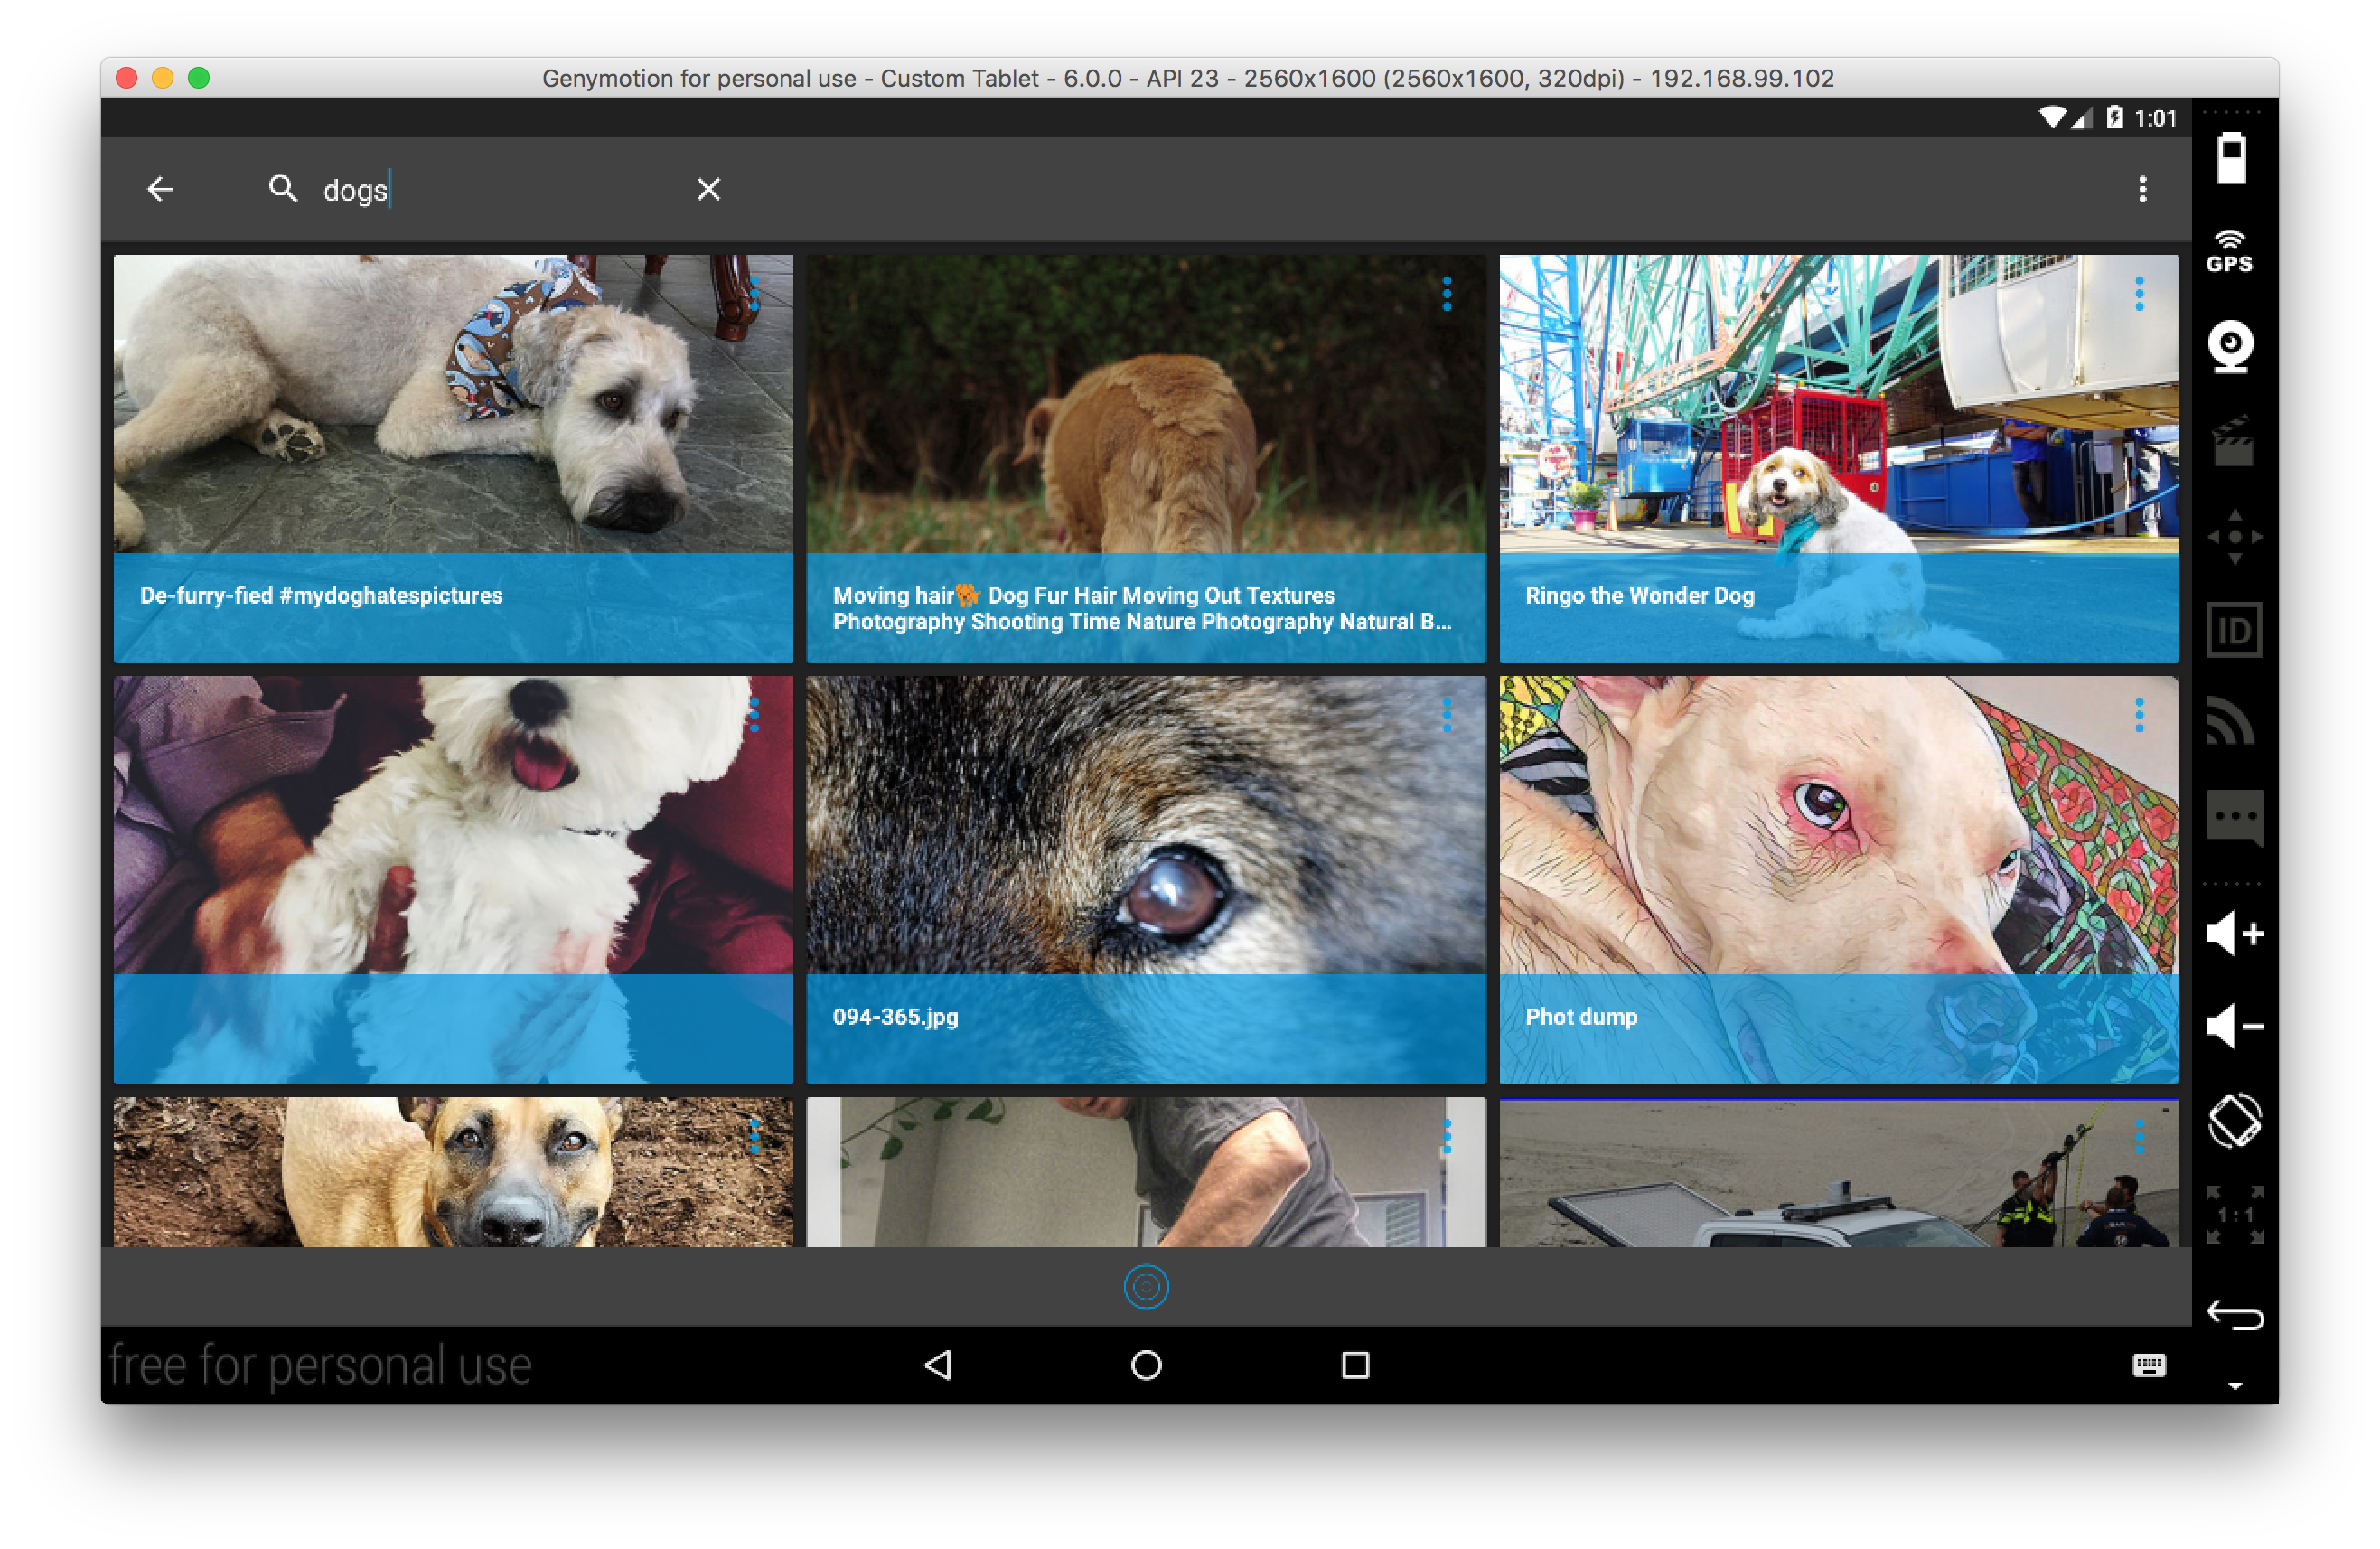 Genymotion for personal use - Custom Tablet - 6.0.0 - API 23 - 2560x1600 (2560x1600, 320dpi) - 192.168.99.102
1:01
dogs
GPS
De-furry-fied #mydoghatespictures
Moving hair🐕 Dog Fur Hair Moving Out Textures
Photography Shooting Time Nature Photography Natural B...
Ringo the Wonder Dog
ID
094-365.jpg
Phot dump
1:1
free for personal use